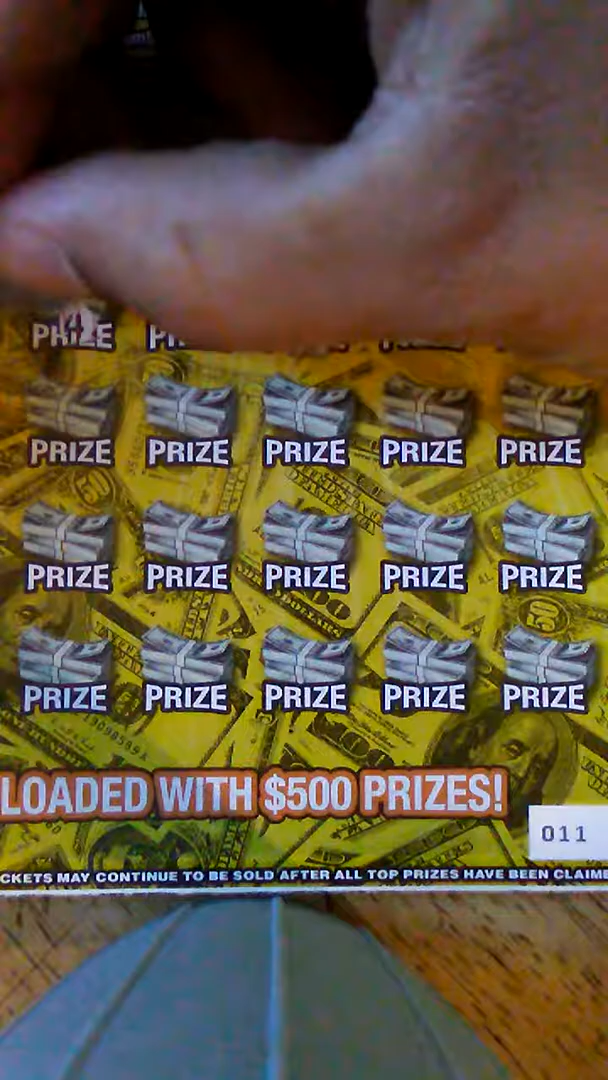 PRIZE
PRIZE PRIZE PRIZE PRIZE PRIZE
PRIZE PRIZE PRIZE PRIZE PRIZE
PRIZE PRIZE PRIZE PRIZE PRIZE
LOADED WITH $500 PRIZES!
011
CKETS MAY CONTINUE TO BE SOLD AFTER ALL TOP PRIZES HAVE BEEN CLAIME